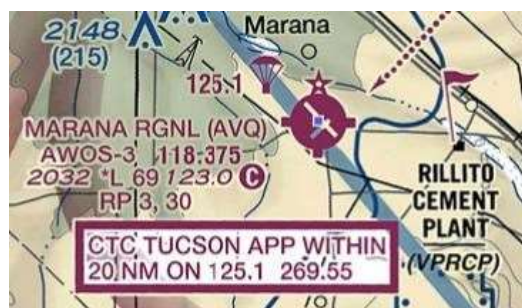 2148
(215)
Marana
125.1
MARANA RGNL (AVQ)
AWOS-3 118.375
2032 *L 69 123.0 C
RP 3, 30
RILLITO
CEMENT
PLANT
(VPRCP)
CTC TUCSON APP WITHIN
20 NM ON 125.1 269.55